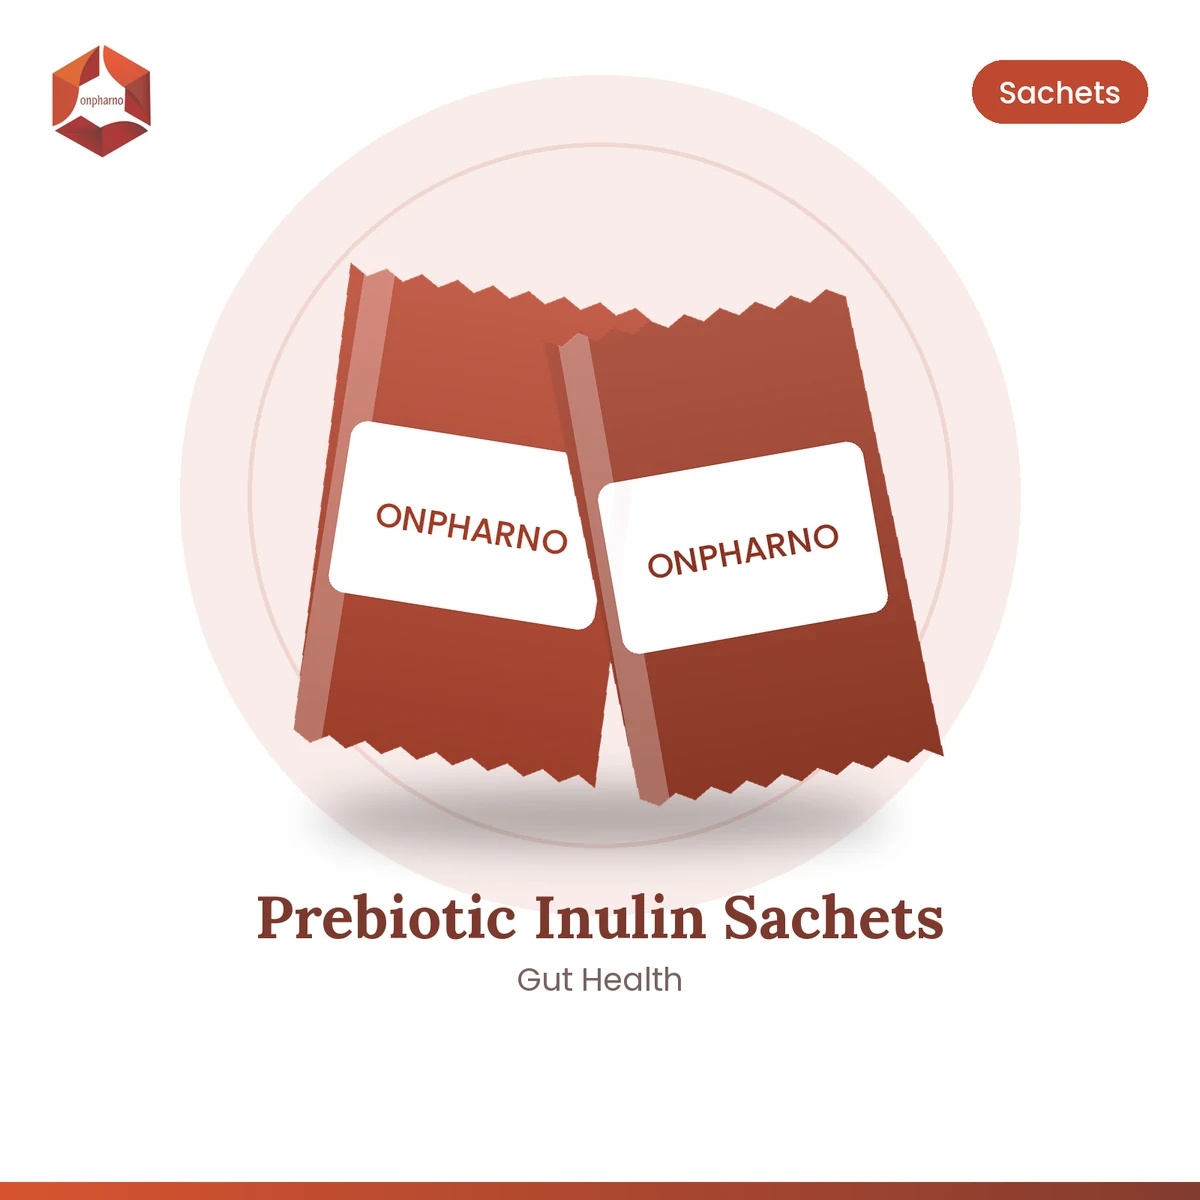 onpharno
Sachets
ONPHARNO
ONPHARNO
Prebiotic Inulin Sachets
Gut Health